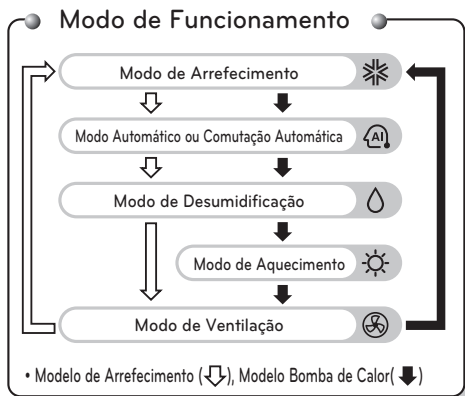 Modo de Funcionamento
Modo de Arrefecimento
Modo Automático ou Comutação Automática
AI
Modo de Desumidificação
Modo de Aquecimento
Modo de Ventilação
• Modelo de Arrefecimento (⇩), Modelo Bomba de Calor(🡇)